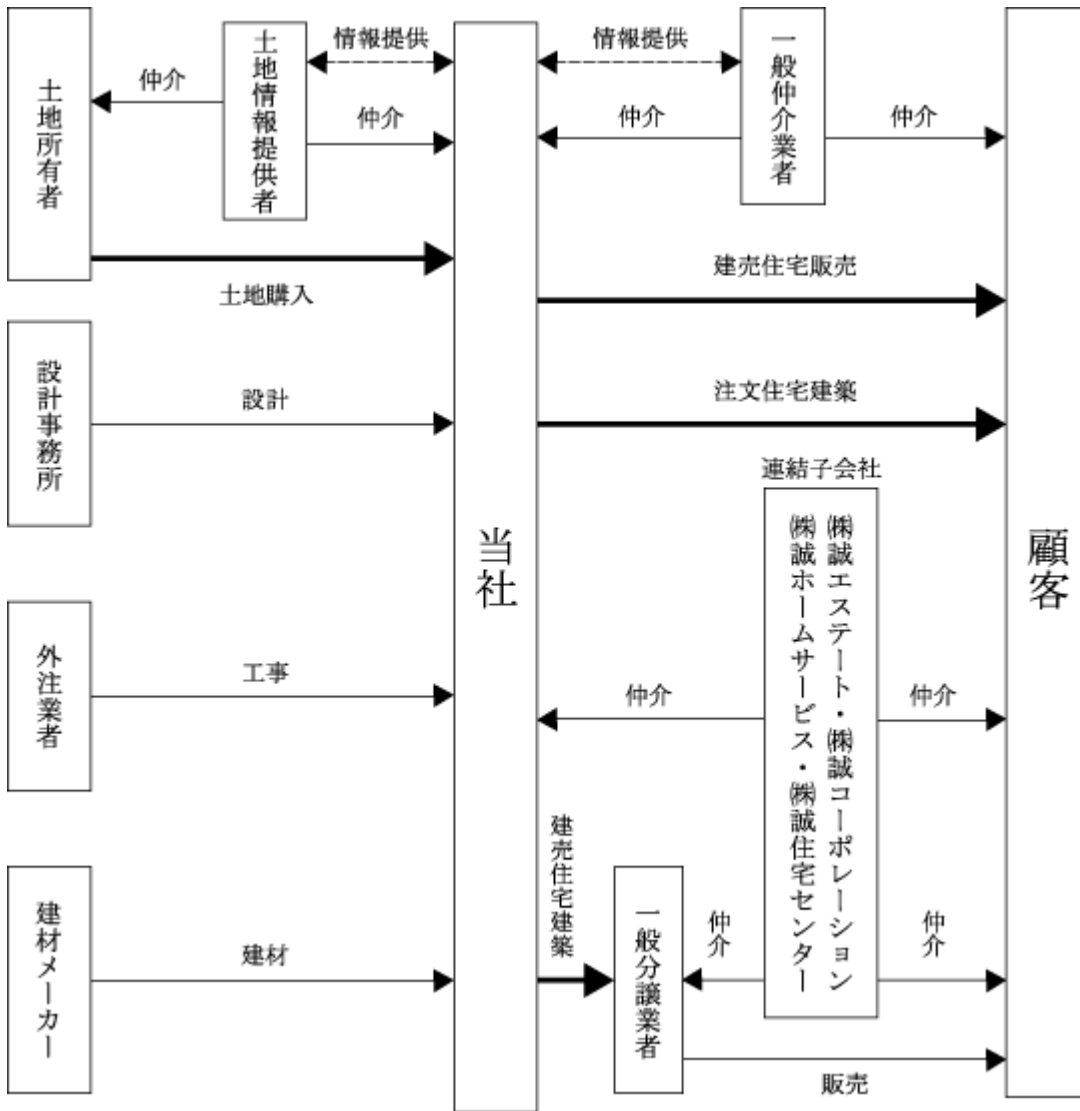 土地所有者
仲介
土地情報提供者
情報提供
仲介
土地購入
情報提供
一般仲介業者
仲介
仲介
建売住宅販売
設計事務所
設計
注文住宅建築
連結子会社
㈱誠エステート・㈱誠コーポレーション
㈱誠ホームサービス・㈱誠住宅センター
当社
顧客
外注業者
工事
仲介
仲介
建材メーカー
建材
建売住宅建築
一般分譲業者
仲介
仲介
販売